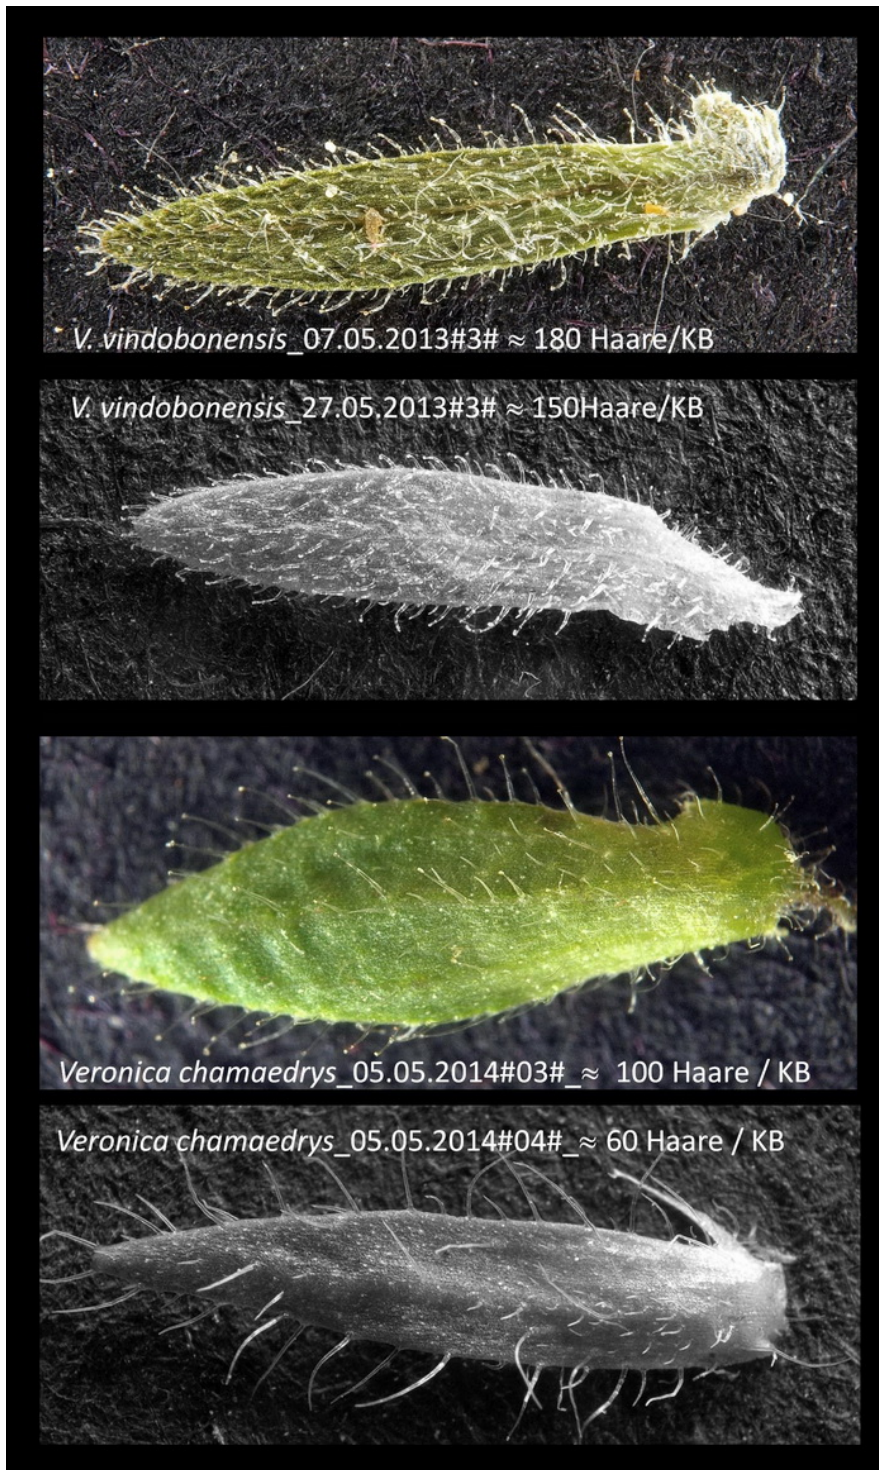 V. vindobonensis_07.05.2013#3# ≈ 180 Haare/KB
V. vindobonensis_27.05.2013#3# ≈ 150Haare/KB
Veronica chamaedrys_05.05.2014#03#_≈ 100 Haare / KB
Veronica chamaedrys_05.05.2014#04#_≈ 60 Haare / KB